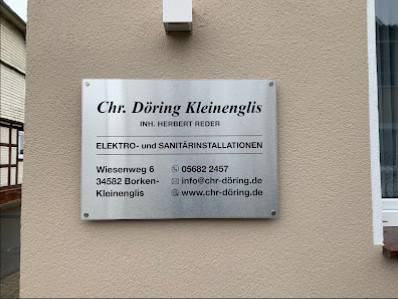 Chr. Döring Kleinenglis
INH. HERBERT REDER
ELEKTRO- und SANITÄRINSTALLATIONEN
Wiesenweg 6 05682 2457
34582 Borken- info@chr-döring.de
Kleinenglis www.chr-döring.de